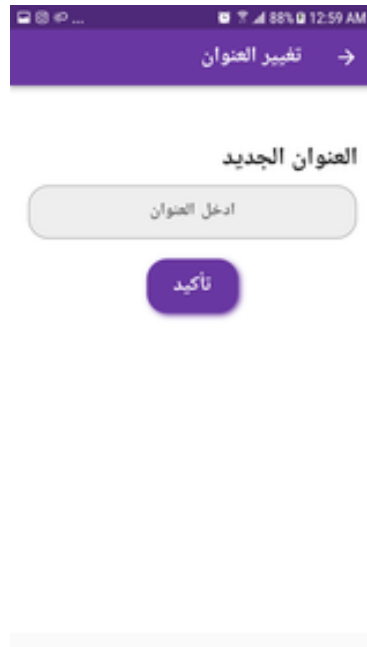 ... 88% 12:59 AM
تغيير العنوان
العنوان الجديد
ادخل العنوان
تأكيد